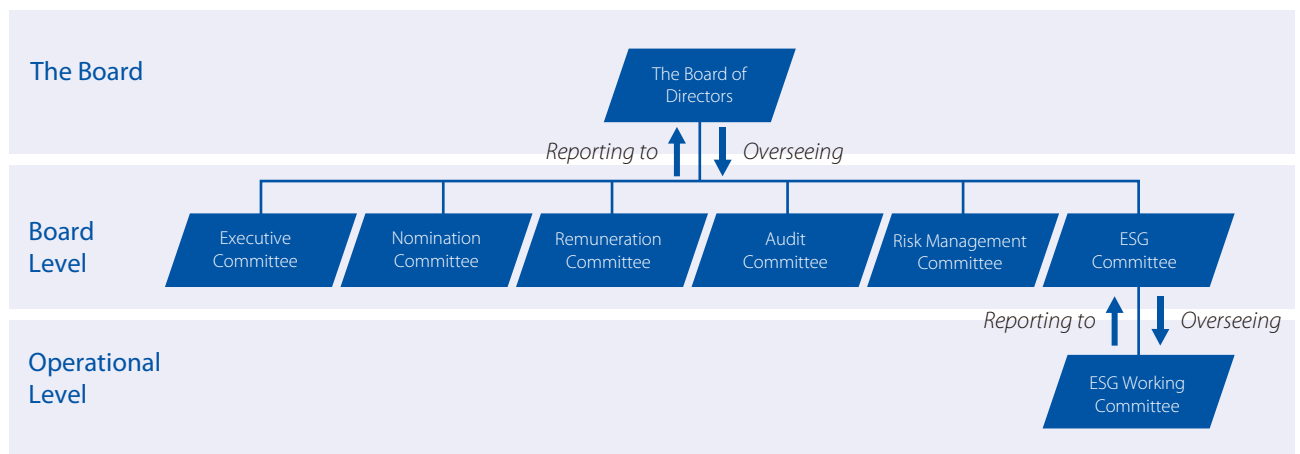 The Board
The Board of
Directors
Reporting to
Overseeing
Board
Level
Executive
Committee
Nomination
Committee
Remuneration
Committee
Audit
Committee
Risk Management
Committee
ESG
Committee
Reporting to
Overseeing
Operational
Level
ESG Working
Committee